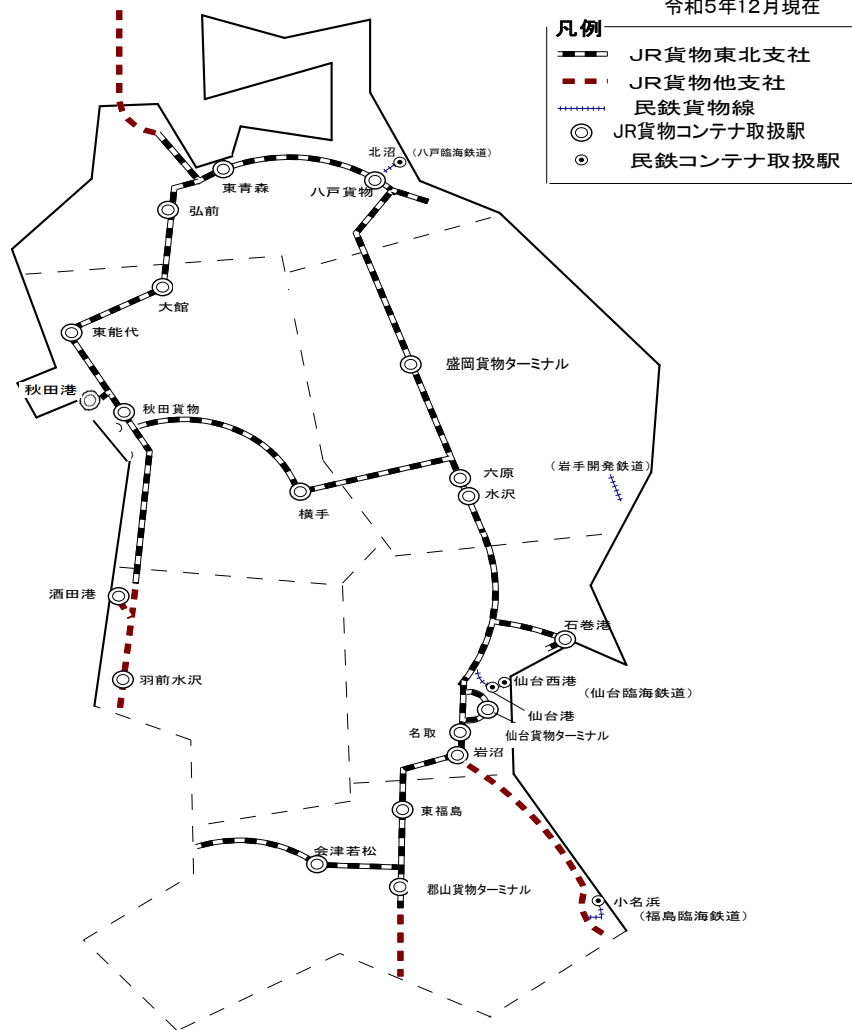 令和5年12月現在
凡例
JR貨物東北支社
JR貨物他支社
民鉄貨物線
JR貨物コンテナ取扱駅
民鉄コンテナ取扱駅
北沼 (八戸臨海鉄道)
東青森
八戸貨物
弘前
大館
東能代
盛岡貨物ターミナル
秋田港
秋田貨物
六原
(岩手開発鉄道)
水沢
横手
酒田港
石巻港
羽前水沢
仙台西港
(仙台臨海鉄道)
仙台港
名取
仙台貨物ターミナル
岩沼
東福島
会津若松
郡山貨物ターミナル
小名浜
(福島臨海鉄道)